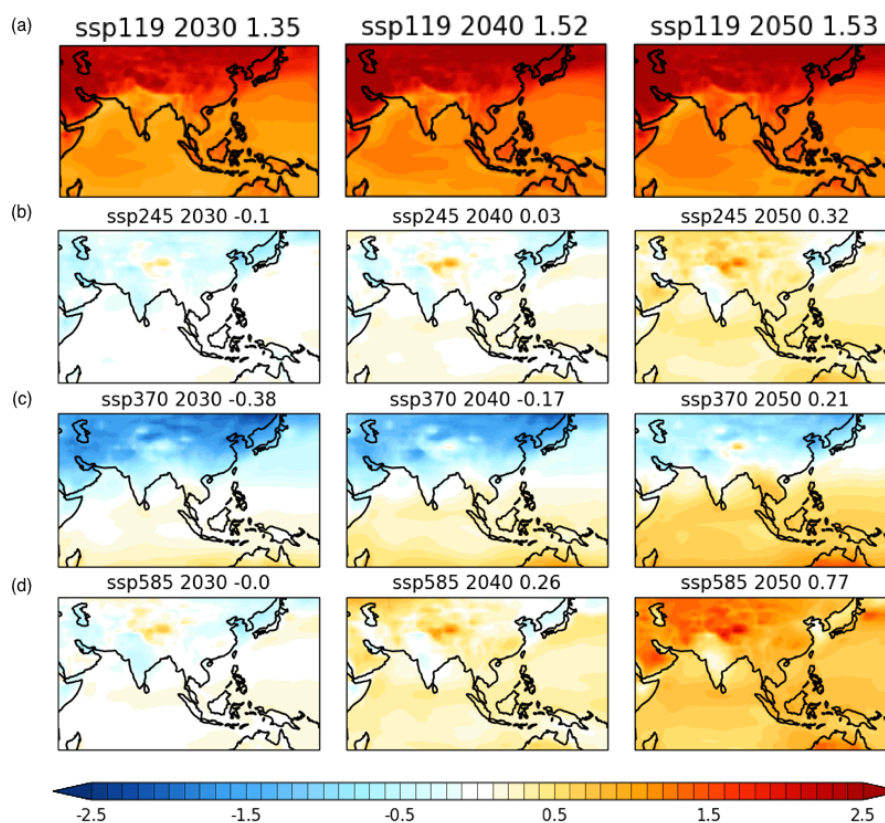 (a) ssp119 2030 1.35 ssp119 2040 1.52 ssp119 2050 1.53
(b) ssp245 2030 -0.1 ssp245 2040 0.03 ssp245 2050 0.32
(c) ssp370 2030 -0.38 ssp370 2040 -0.17 ssp370 2050 0.21
(d) ssp585 2030 -0.0 ssp585 2040 0.26 ssp585 2050 0.77
-2.5 -1.5 -0.5 0.5 1.5 2.5